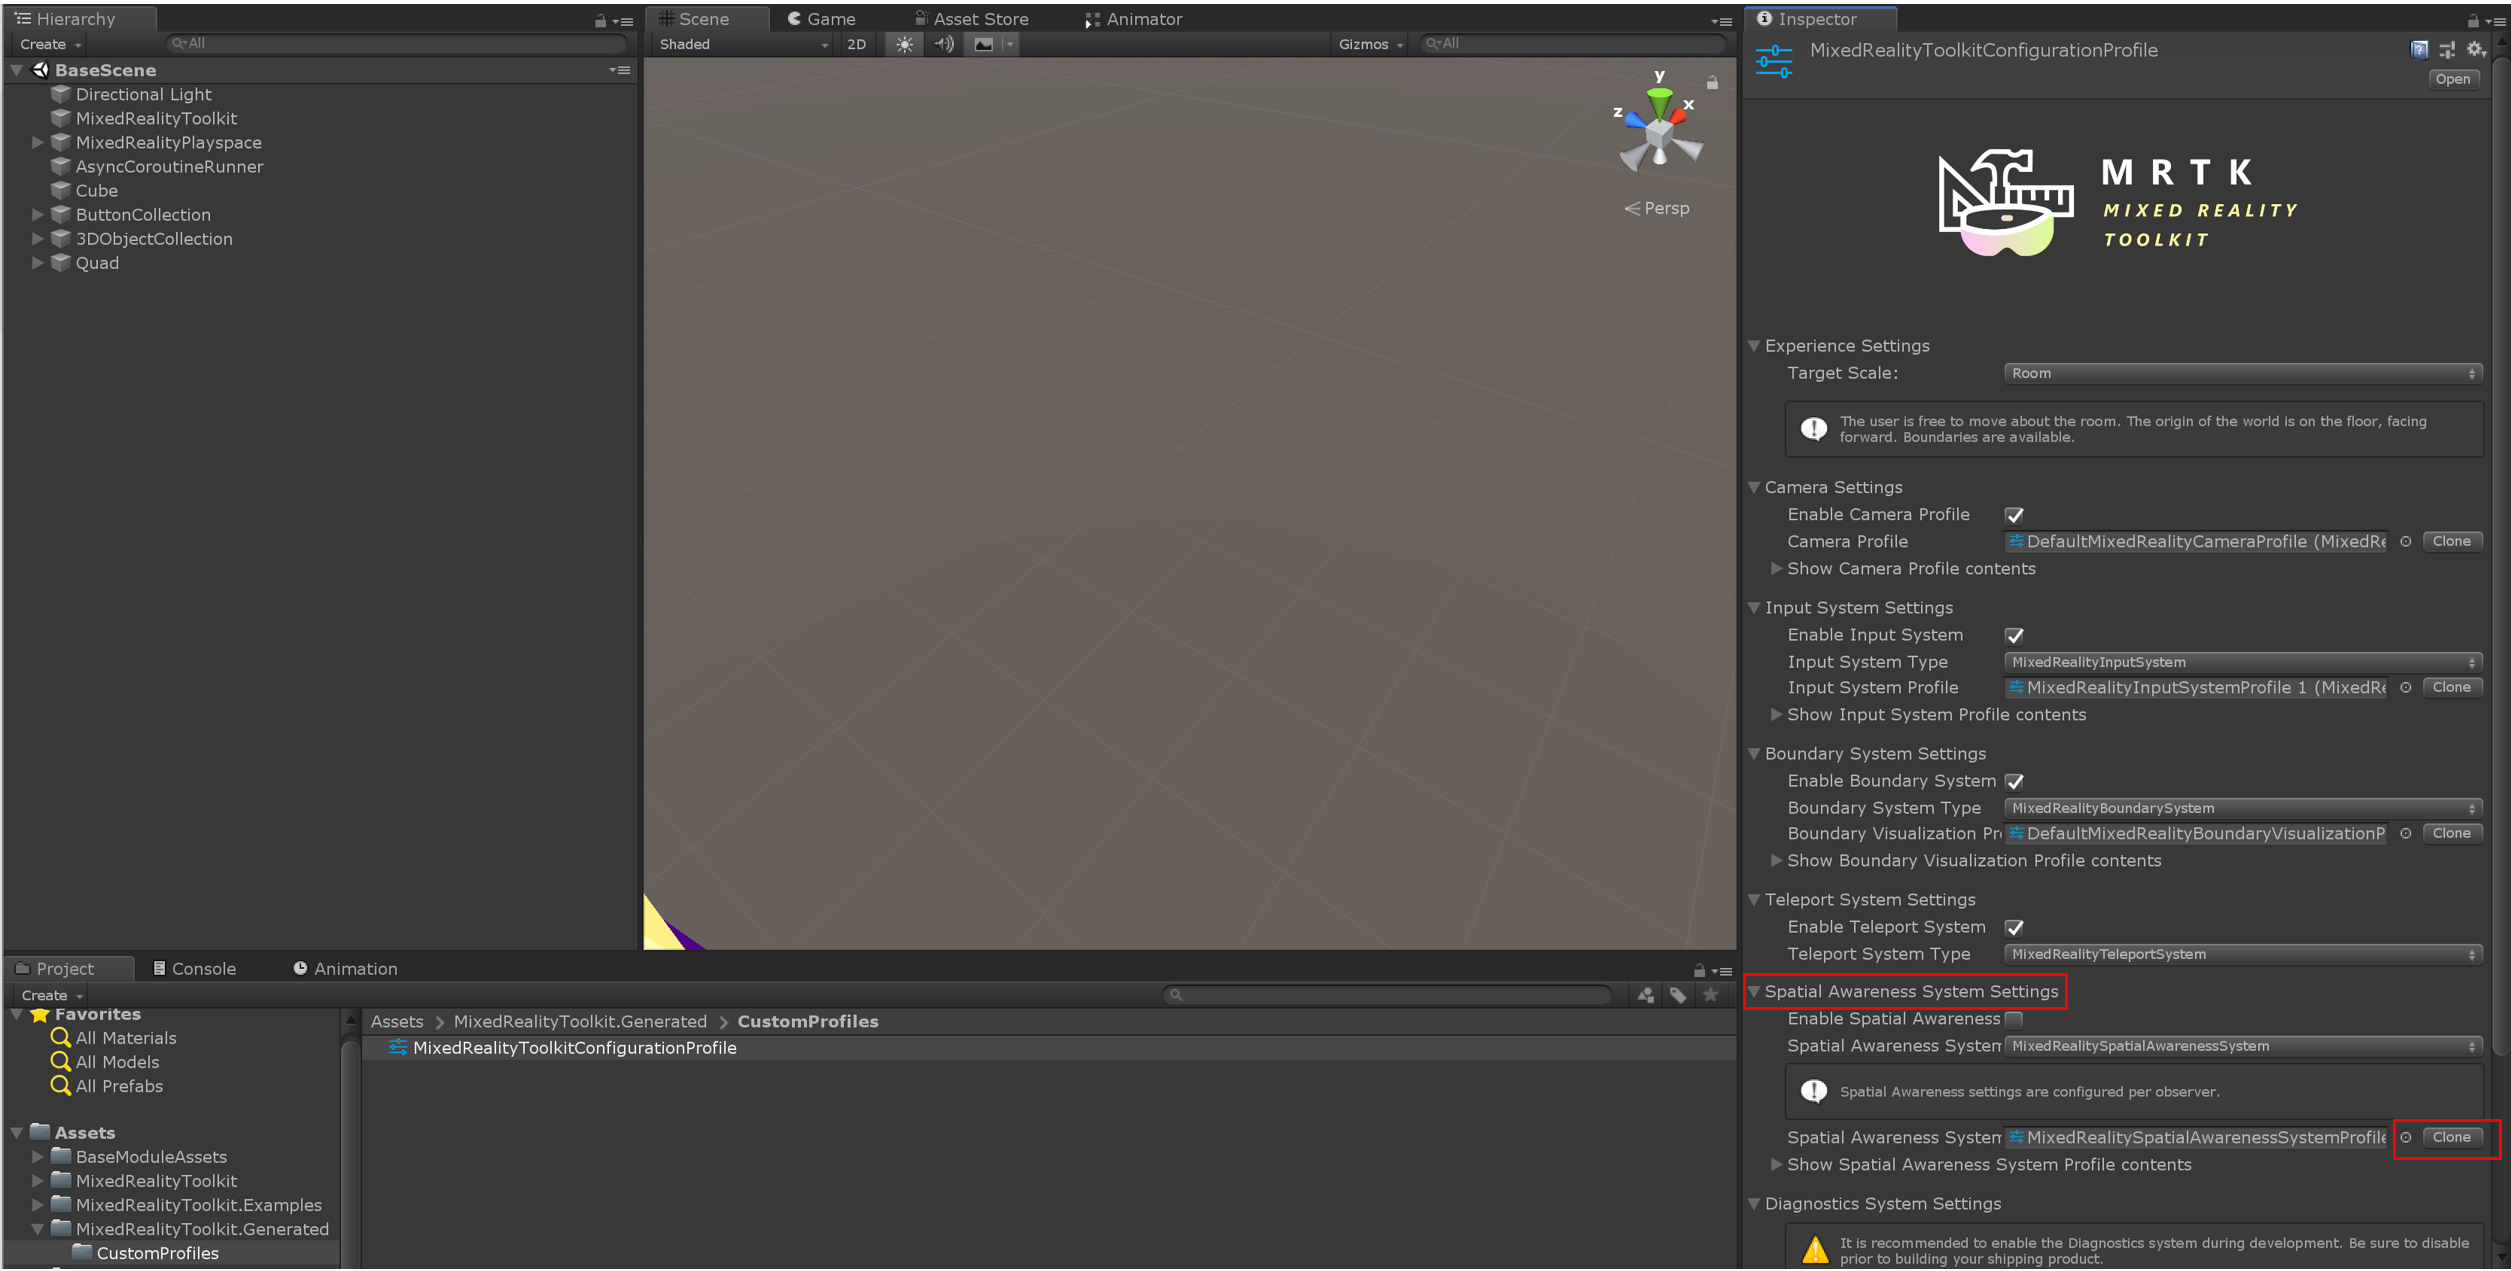 Hierarchy
Create
All
BaseScene
Directional Light
MixedRealityToolkit
MixedRealityPlayspace
AsyncCoroutineRunner
Cube
ButtonCollection
3DObjectCollection
Quad
Scene
Game
Asset Store
Animator
Shaded
2D
Gizmos
All
y
x
z
Persp
Project
Console
Animation
Create
Favorites
All Materials
All Models
All Prefabs
Assets
BaseModuleAssets
MixedRealityToolkit
MixedRealityToolkit.Examples
MixedRealityToolkit.Generated
CustomProfiles
Assets > MixedRealityToolkit.Generated > CustomProfiles
MixedRealityToolkitConfigurationProfile
Inspector
MixedRealityToolkitConfigurationProfile
Open
MRTK
MIXED REALITY
TOOLKIT
Experience Settings
Target Scale: Room
The user is free to move about the room. The origin of the world is on the floor, facing
forward. Boundaries are available.
Camera Settings
Enable Camera Profile
Camera Profile DefaultMixedRealityCameraProfile (MixedRe Clone
Show Camera Profile contents
Input System Settings
Enable Input System
Input System Type MixedRealityInputSystem
Input System Profile MixedRealityInputSystemProfile 1 (MixedRe Clone
Show Input System Profile contents
Boundary System Settings
Enable Boundary System
Boundary System Type MixedRealityBoundarySystem
Boundary Visualization Pr DefaultMixedRealityBoundaryVisualizationP Clone
Show Boundary Visualization Profile contents
Teleport System Settings
Enable Teleport System
Teleport System Type MixedRealityTeleportSystem
Spatial Awareness System Settings
Enable Spatial Awareness
Spatial Awareness System MixedRealitySpatialAwarenessSystem
Spatial Awareness settings are configured per observer.
Spatial Awareness System MixedRealitySpatialAwarenessSystemProfile Clone
Show Spatial Awareness System Profile contents
Diagnostics System Settings
It is recommended to enable the Diagnostics system during development. Be sure to disable
prior to building your shipping product.